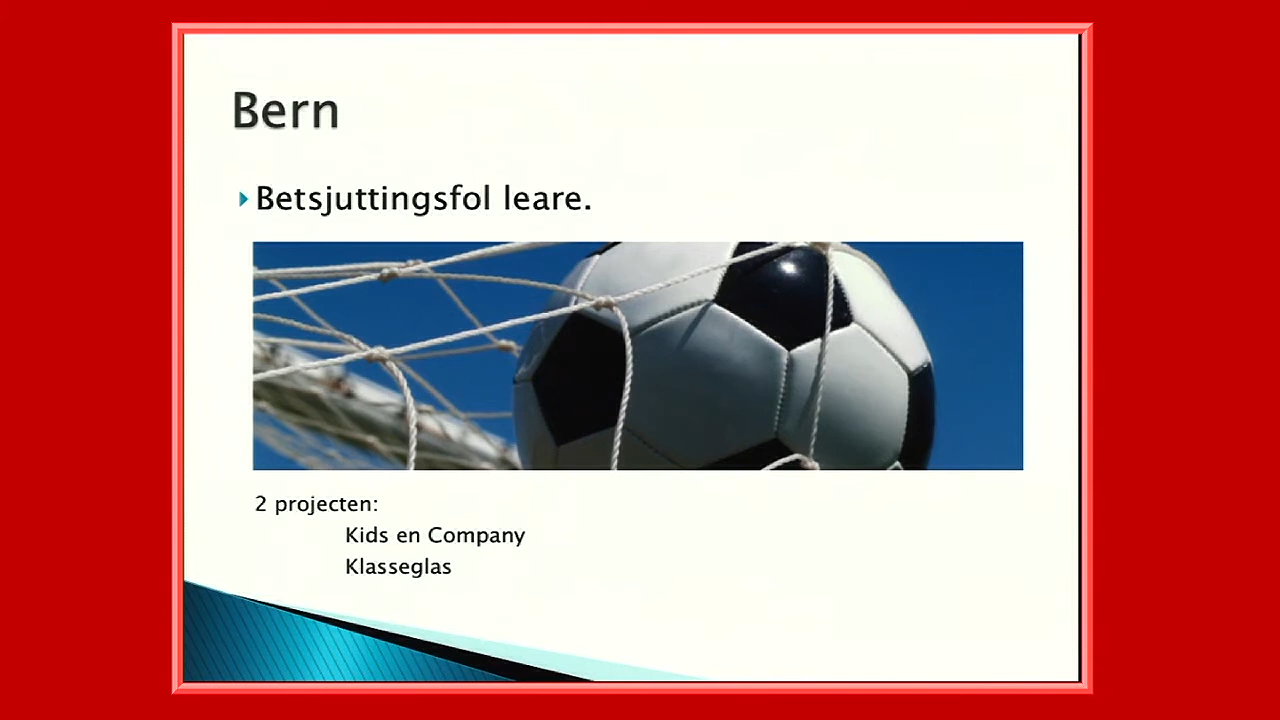 Bern
Betsjuttingsfol leare.
2 projecten:
Kids en Company
Klasseglas